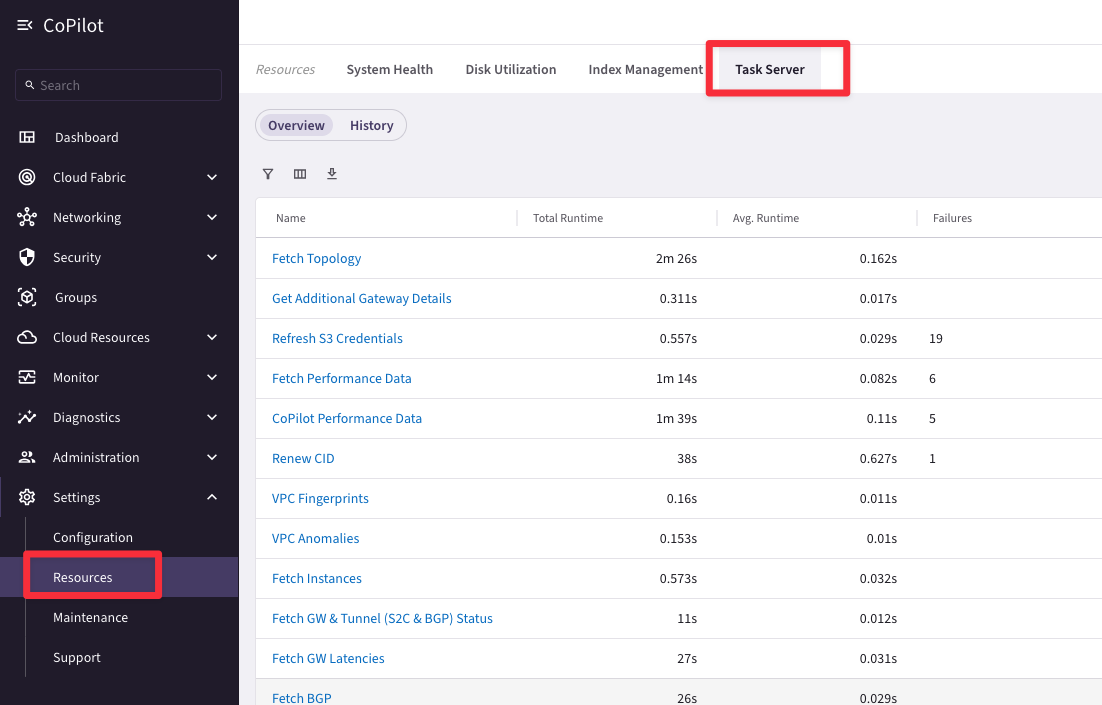 CoPilot
Search
Dashboard
Cloud Fabric
Networking
Security
Groups
Cloud Resources
Monitor
Diagnostics
Administration
Settings
Configuration
Resources
Maintenance
Support
Resources System Health Disk Utilization Index Management Task Server
Overview History
Name Total Runtime Avg. Runtime Failures
Fetch Topology 2m 26s 0.162s
Get Additional Gateway Details 0.311s 0.017s
Refresh S3 Credentials 0.557s 0.029s 19
Fetch Performance Data 1m 14s 0.082s 6
CoPilot Performance Data 1m 39s 0.11s 5
Renew CID 38s 0.627s 1
VPC Fingerprints 0.16s 0.011s
VPC Anomalies 0.153s 0.01s
Fetch Instances 0.573s 0.032s
Fetch GW & Tunnel (S2C & BGP) Status 11s 0.012s
Fetch GW Latencies 27s 0.031s
Fetch BGP 26s 0.029s